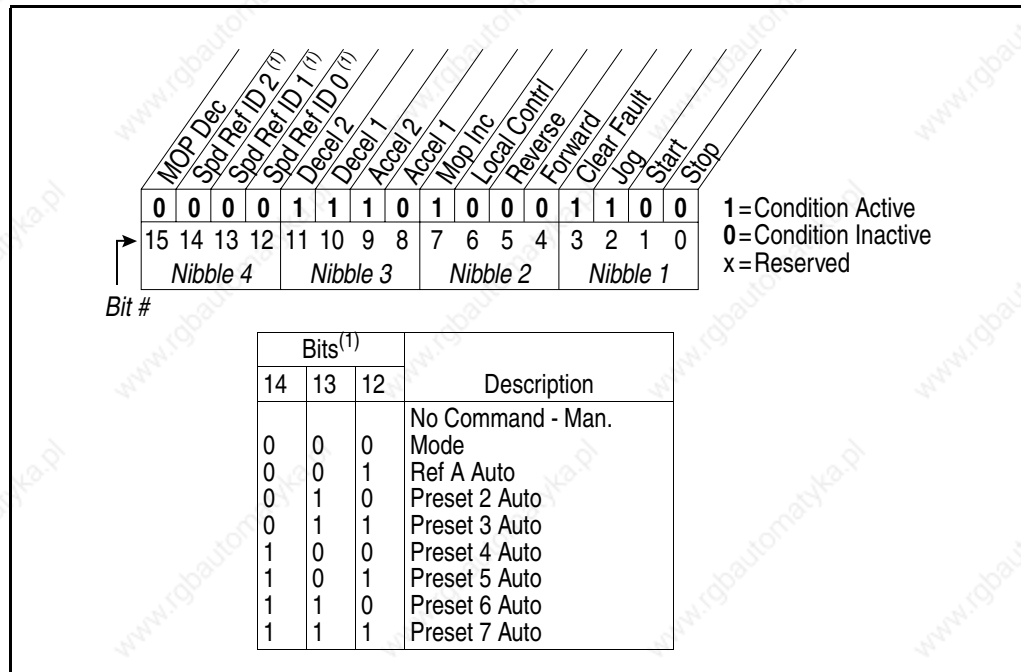 MOP Dec
Spd Ref ID 2 (1)
Spd Ref ID 1 (1)
Spd Ref ID 0 (1)
Decel 2
Decel 1
Accel 2
Accel 1
Mop Inc
Local Contrl
Reverse
Forward
Clear Fault
Jog
Start
Stop
0 0 0 0 1 1 1 0 1 0 0 0 1 1 0 0
1=Condition Active
15 14 13 12 11 10 9 8 7 6 5 4 3 2 1 0
0=Condition Inactive
Nibble 4 Nibble 3 Nibble 2 Nibble 1
x=Reserved
Bit #
Bits(1)
14 13 12 Description
No Command - Man.
0 0 0 Mode
0 0 1 Ref A Auto
0 1 0 Preset 2 Auto
0 1 1 Preset 3 Auto
1 0 0 Preset 4 Auto
1 0 1 Preset 5 Auto
1 1 0 Preset 6 Auto
1 1 1 Preset 7 Auto
www.rgbautomatyka.pl